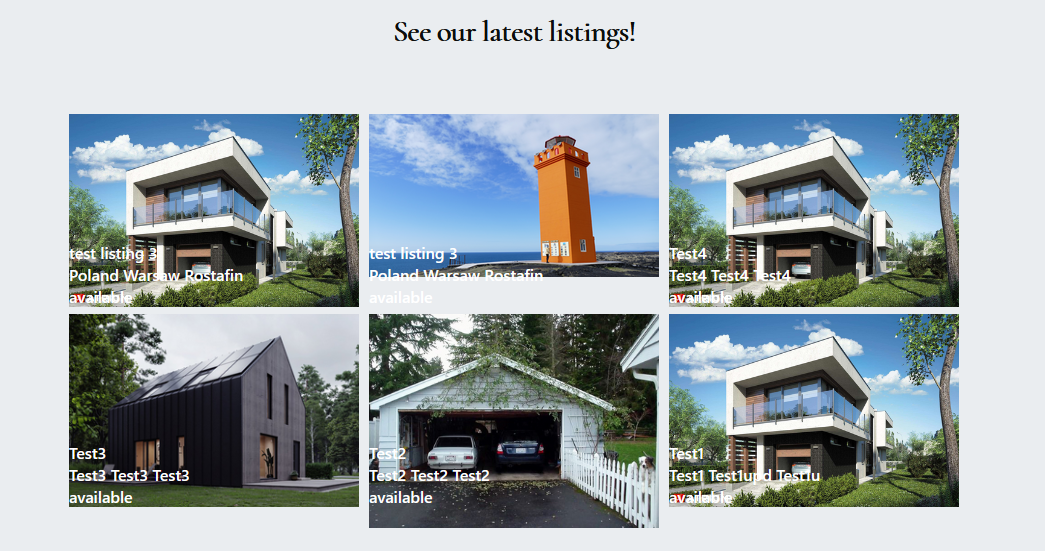 See our latest listings!
test listing 3
Poland Warsaw Rostafin
available
test listing 3
Poland Warsaw Rostafin
available
Test4
Test4 Test4 Test4
available
Test3
Test3 Test3 Test3
available
Test2
Test2 Test2 Test2
available
Test1
Test1 Test1upd Test1u
available